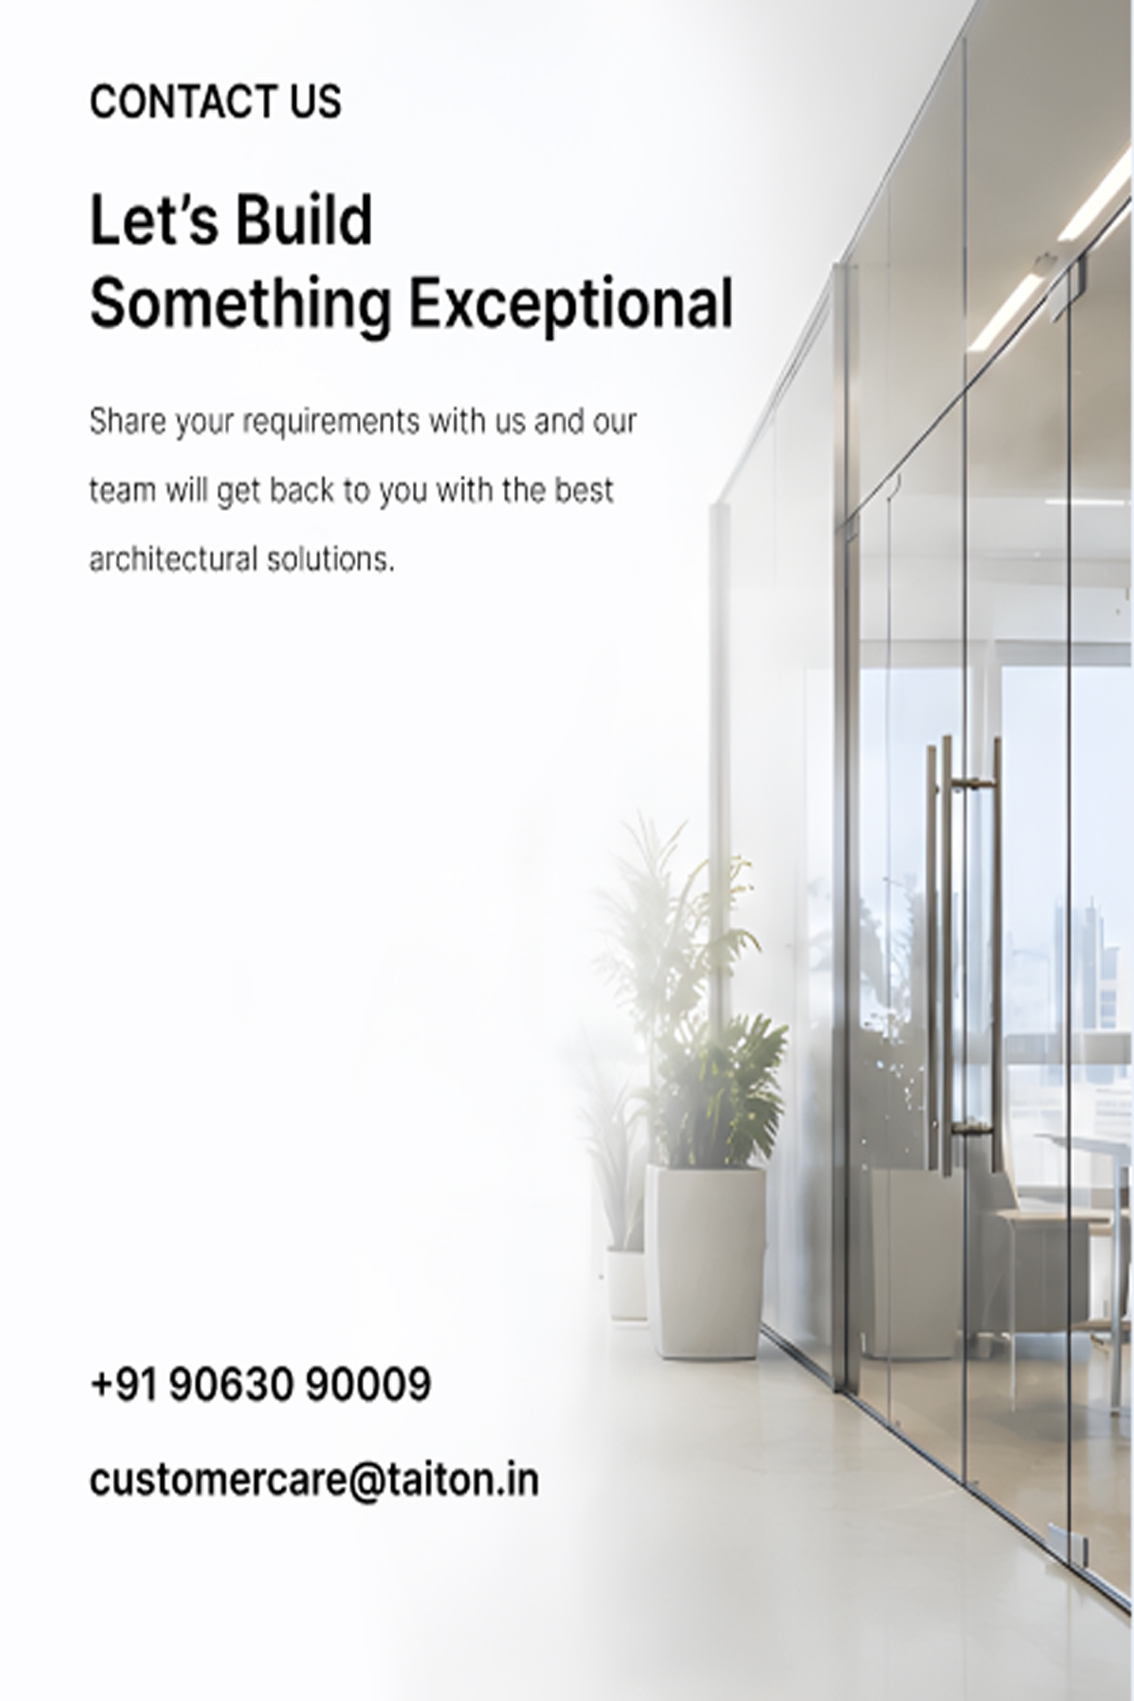 CONTACT US
Let’s Build
Something Exceptional
Share your requirements with us and our
team will get back to you with the best
architectural solutions.
+91 90630 90009
customercare@taiton.in